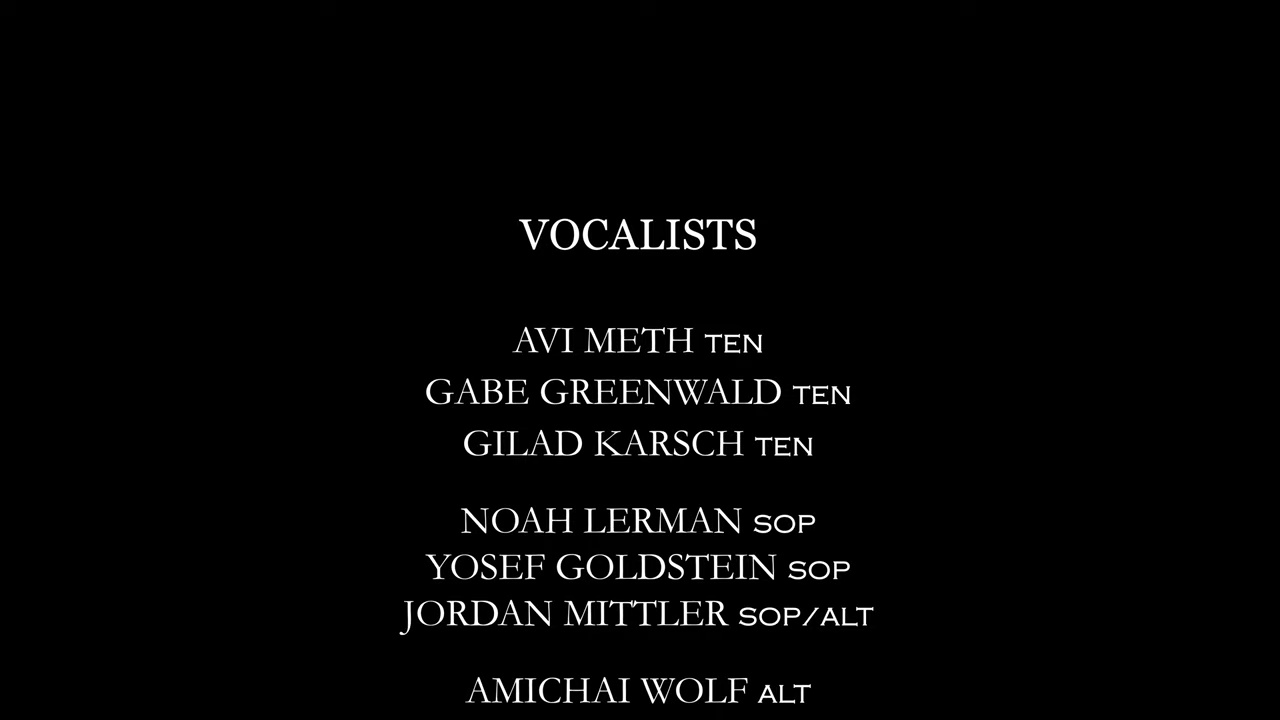 VOCALISTS
AVI METH TEN
GABE GREENWALD TEN
GILAD KARSCH TEN
NOAH LERMAN SOP
YOSEF GOLDSTEIN SOP
JORDAN MITTLER SOP/ALT
AMICHAI WOLF ALT